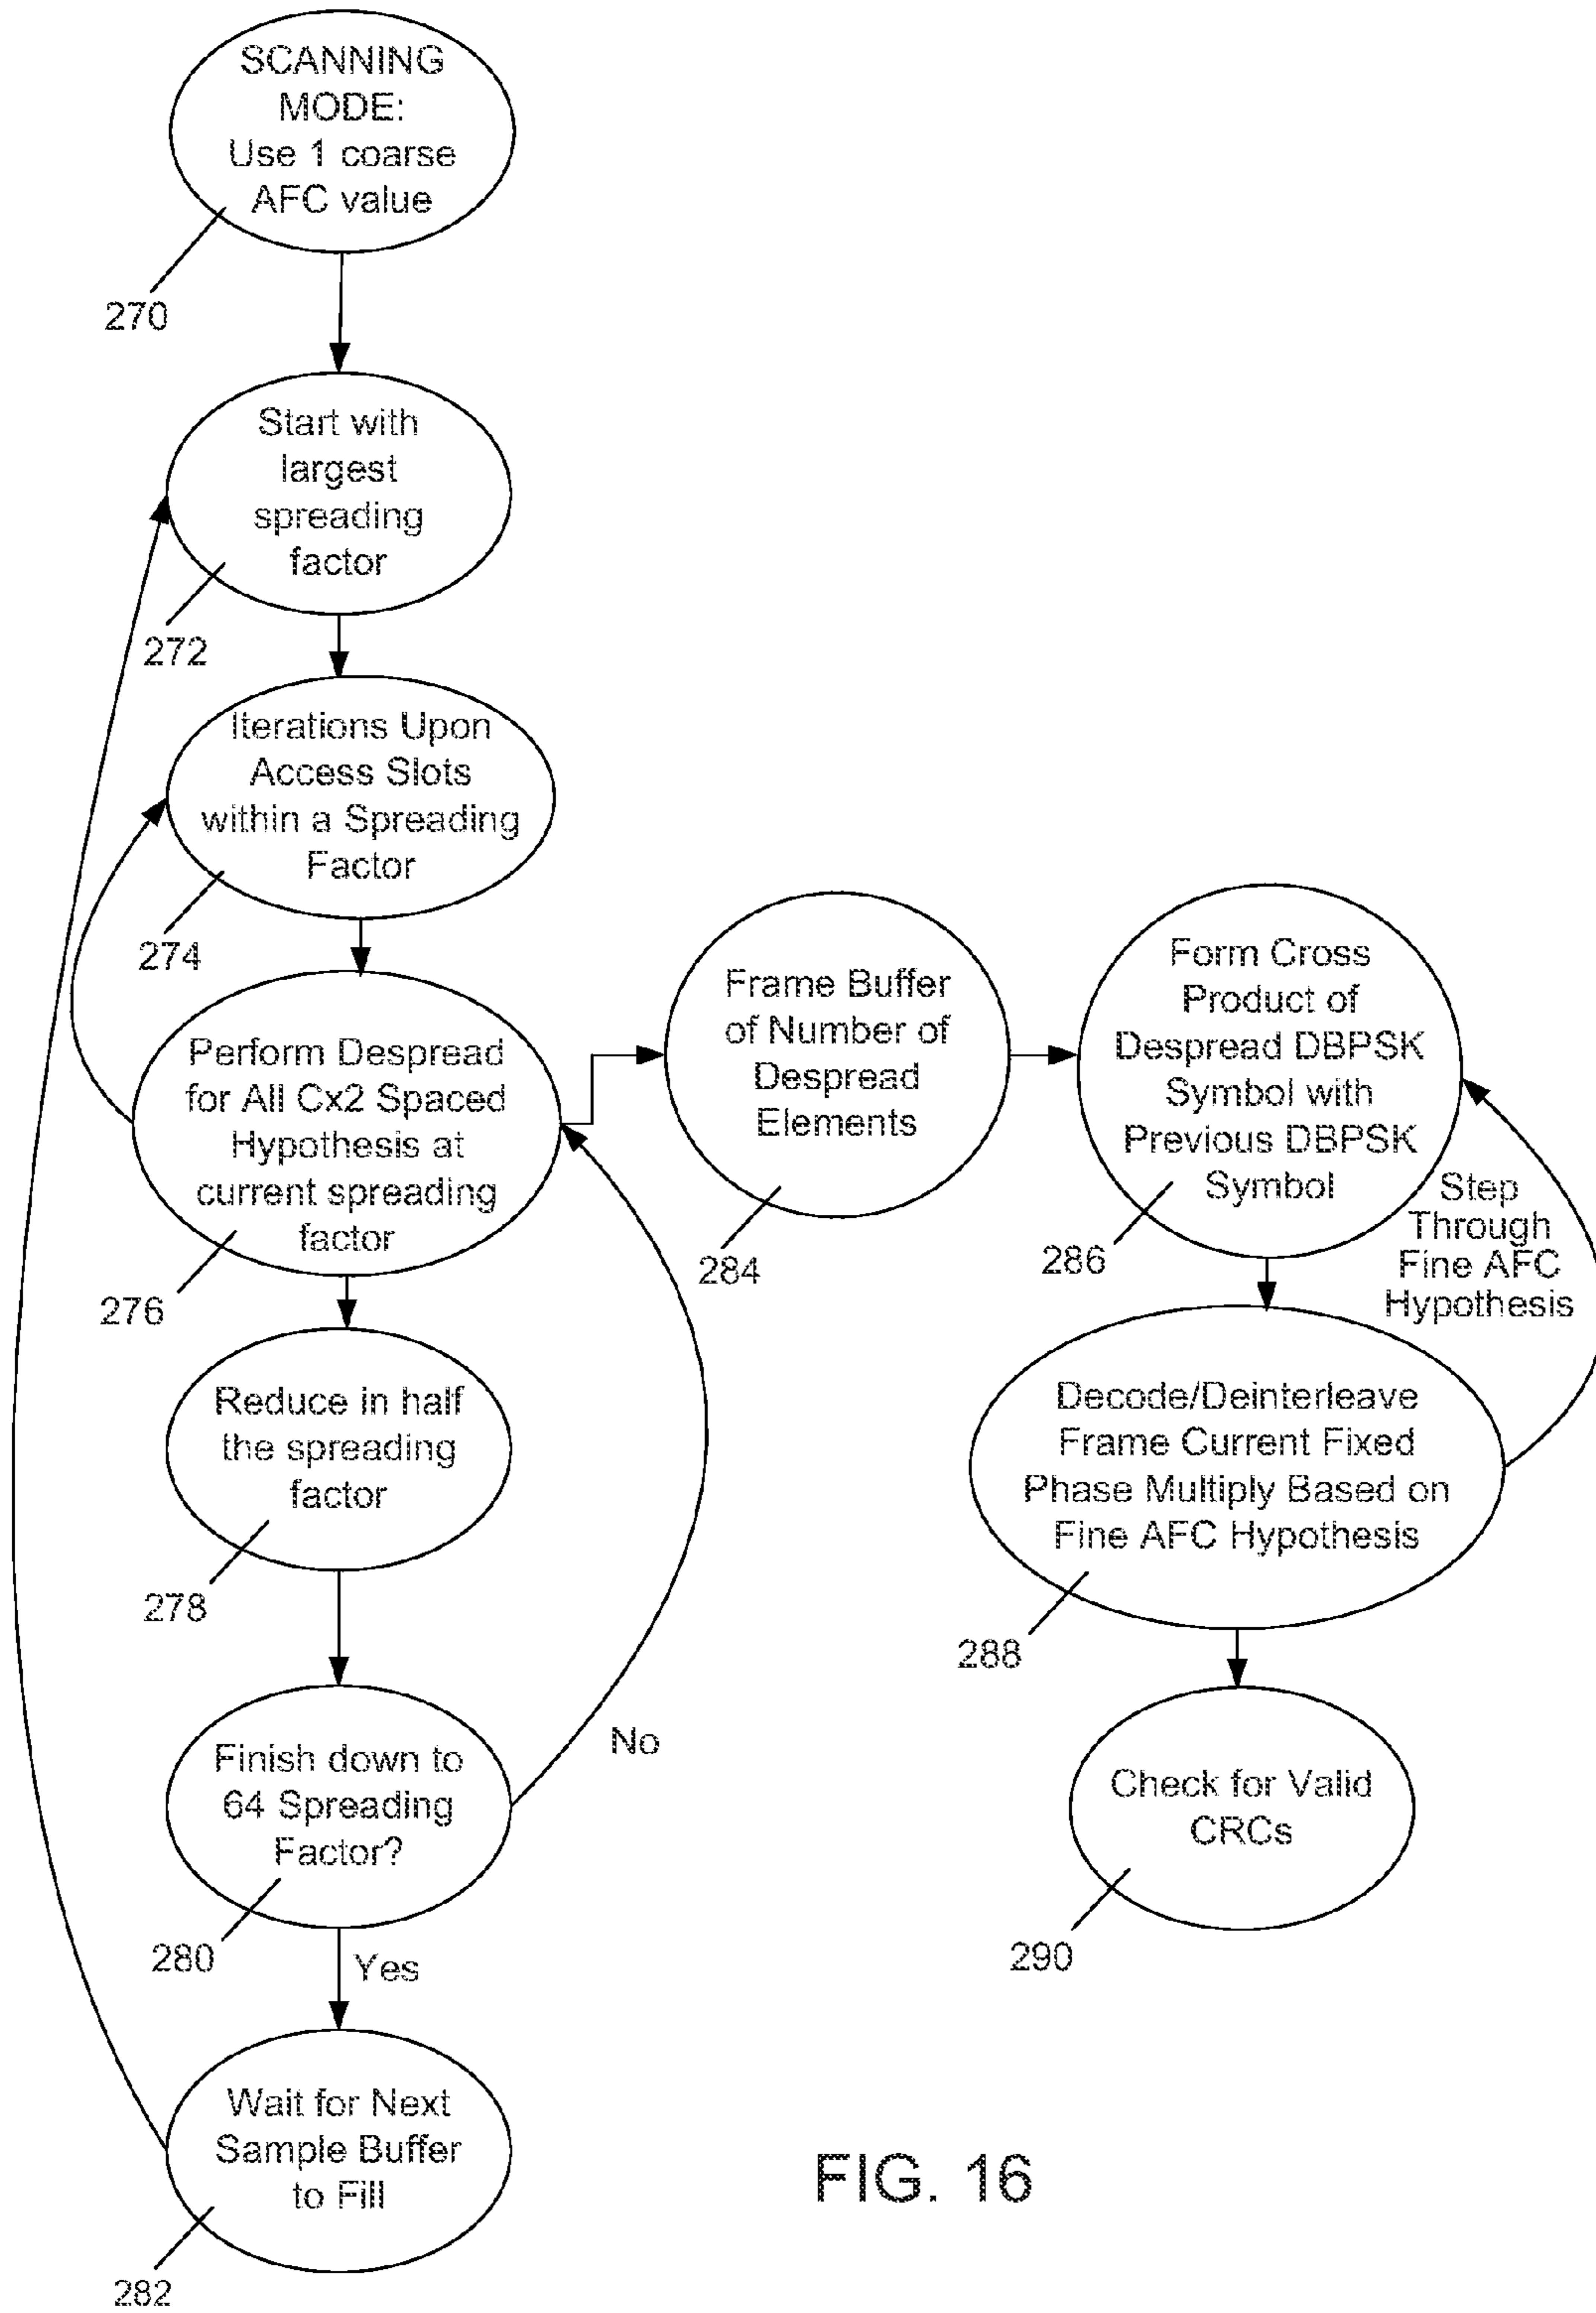 SCANNING
MODE:
Use 1 coarse
AFC value
270
Start with
largest
spreading
factor
272
Iterations Upon
Access Slots
within a Spreading
Factor
274
Perform Despread
for All Cx2 Spaced
Hypothesis at
current spreading
factor
276
Reduce in half
the spreading
factor
278
Finish down to
64 Spreading
Factor?
280
No
Yes
Wait for Next
Sample Buffer
to Fill
282
Frame Buffer
of Number of
Despread
Elements
284
Form Cross
Product of
Despread DBPSK
Symbol with
Previous DBPSK
Symbol
286
Step
Through
Fine AFC
Hypothesis
Decode/Deinterleave
Frame Current Fixed
Phase Multiply Based on
Fine AFC Hypothesis
288
Check for Valid
CRCs
290
FIG. 16